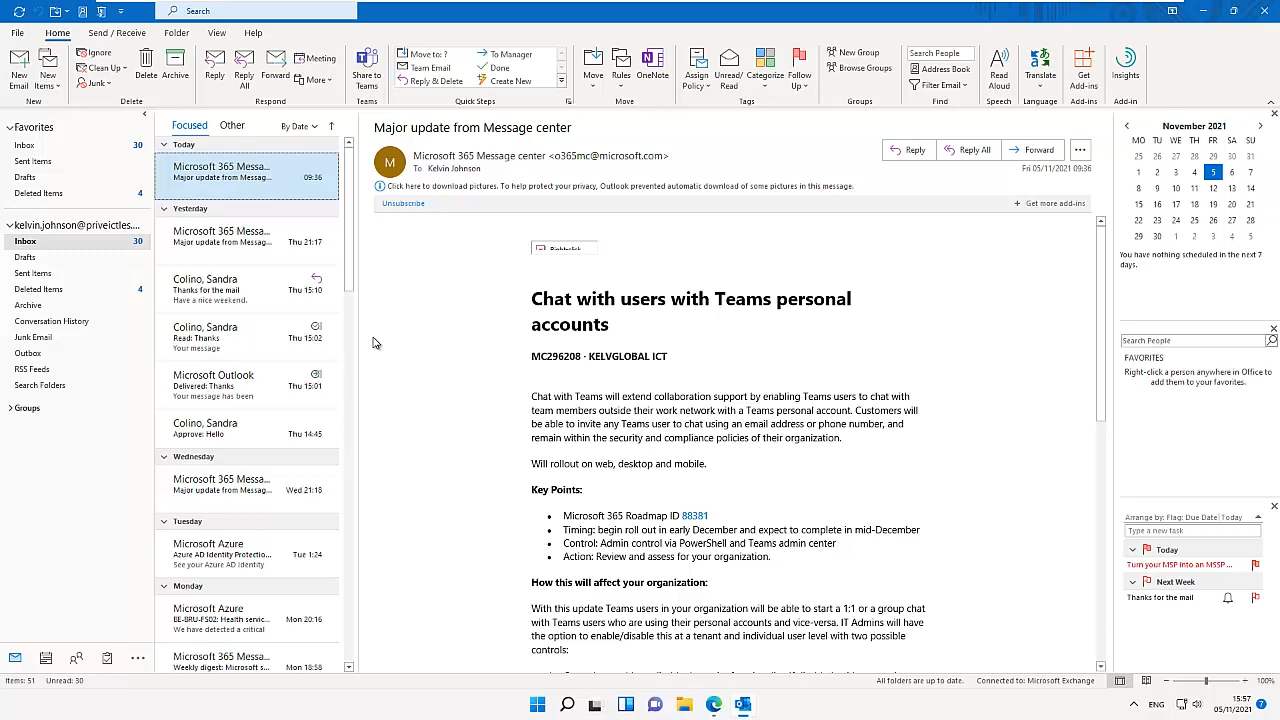 Search
File Home Send / Receive Folder View Help
New Email
New Items
New
Ignore
Clean Up
Junk
Delete
Archive
Delete
Reply
Reply All
Forward
Meeting
More
Respond
Share to Teams
Teams
Move to: ?
Team Email
Reply & Delete
To Manager
Done
Create New
Quick Steps
Move
Rules
OneNote
Move
Assign Policy
Unread/ Read
Categorize
Follow Up
Tags
New Group
Browse Groups
Groups
Search People
Address Book
Filter Email
Find
Read Aloud
Speech
Translate
Language
Get Add-ins
Add-ins
Insights
Add-in
Favorites
Inbox 30
Sent Items
Drafts
Deleted Items 4
kelvin.johnson@priveictles....
Inbox 30
Drafts
Sent Items
Deleted Items 4
Archive
Conversation History
Junk Email
Outbox
RSS Feeds
Search Folders
Groups
Focused Other By Date
Today
Microsoft 365 Messa...
Major update from Messag... 09:36
Yesterday
Microsoft 365 Messa...
Major update from Messag... Thu 21:17
Colino, Sandra
Thanks for the mail Thu 15:10
Have a nice weekend.
Colino, Sandra
Read: Thanks Thu 15:02
Your message
Microsoft Outlook
Delivered: Thanks Thu 15:01
Your message has been
Colino, Sandra
Approve: Hello Thu 14:45
Wednesday
Microsoft 365 Messa...
Major update from Messag... Wed 21:18
Tuesday
Microsoft Azure
Azure AD Identity Protectio... Tue 1:24
See your Azure AD Identity
Monday
Microsoft Azure
BE-BRU-FS02: Health servic... Mon 20:16
We have detected a critical
Microsoft 365 Messa...
Weekly digest: Microsoft s... Mon 18:58
Major update from Message center
M
Microsoft 365 Message center <o365mc@microsoft.com>
To Kelvin Johnson
Reply Reply All Forward
Fri 05/11/2021 09:36
Click here to download pictures. To help protect your privacy, Outlook prevented automatic download of some pictures in this message.
Unsubscribe + Get more add-ins
Right-click
Chat with users with Teams personal
accounts
MC296208 · KELVGLOBAL ICT
Chat with Teams will extend collaboration support by enabling Teams users to chat with
team members outside their work network with a Teams personal account. Customers will
be able to invite any Teams user to chat using an email address or phone number, and
remain within the security and compliance policies of their organization.
Will rollout on web, desktop and mobile.
Key Points:
• Microsoft 365 Roadmap ID 88381
• Timing: begin roll out in early December and expect to complete in mid-December
• Control: Admin control via PowerShell and Teams admin center
• Action: Review and assess for your organization.
How this will affect your organization:
With this update Teams users in your organization will be able to start a 1:1 or a group chat
with Teams users who are using their personal accounts and vice-versa. IT Admins will have
the option to enable/disable this at a tenant and individual user level with two possible
controls:
November 2021
MO TU WE TH FR SA SU
25 26 27 28 29 30 31
1 2 3 4 5 6 7
8 9 10 11 12 13 14
15 16 17 18 19 20 21
22 23 24 25 26 27 28
29 30 1 2 3 4 5
You have nothing scheduled in the next 7
days.
Search People
FAVORITES
Right-click a person anywhere in Office to
add them to your favorites.
Arrange by: Flag: Due Date Today
Type a new task
Today
Turn your MSP into an MSSP ...
Next Week
Thanks for the mail
Items: 51 Unread: 30
All folders are up to date. Connected to: Microsoft Exchange
100%
ENG
15:57
05/11/2021
7